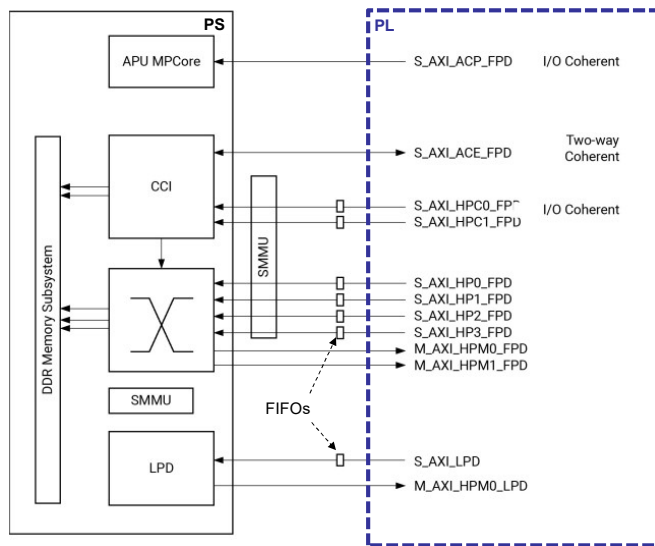 PS
PL
APU MPCore
S_AXI_ACP_FPD
I/O Coherent
CCI
S_AXI_ACE_FPD
Two-way
Coherent
S_AXI_HPC0_FPD
S_AXI_HPC1_FPD
I/O Coherent
SMMU
DDR Memory Subsystem
S_AXI_HP0_FPD
S_AXI_HP1_FPD
S_AXI_HP2_FPD
S_AXI_HP3_FPD
M_AXI_HPM0_FPD
M_AXI_HPM1_FPD
SMMU
FIFOs
LPD
S_AXI_LPD
M_AXI_HPM0_LPD